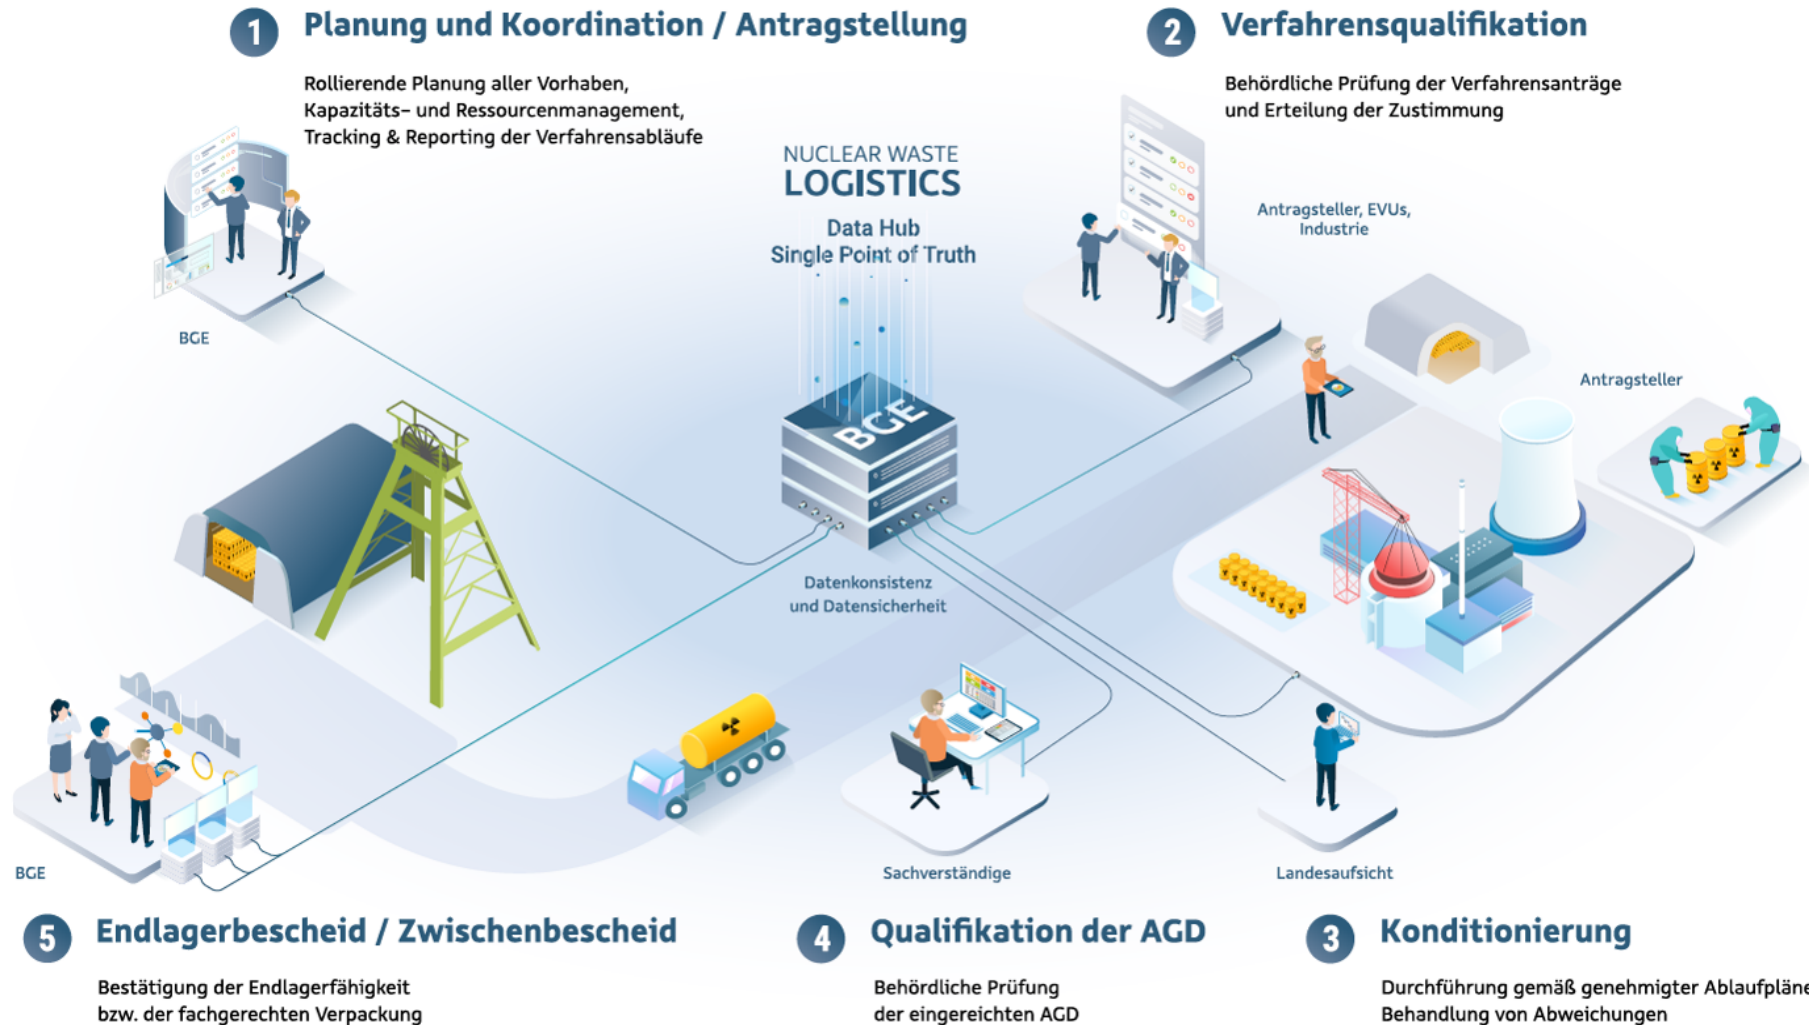 1 Planung und Koordination / Antragstellung
Rollierende Planung aller Vorhaben,
Kapazitäts- und Ressourcenmanagement,
Tracking & Reporting der Verfahrensabläufe
2 Verfahrensqualifikation
Behördliche Prüfung der Verfahrensanträge
und Erteilung der Zustimmung
NUCLEAR WASTE
LOGISTICS
Data Hub
Single Point of Truth
Antragsteller, EVUs,
Industrie
BGE
Antragsteller
BGE
Datenkonsistenz
und Datensicherheit
BGE
Sachverständige
Landesaufsicht
5 Endlagerbescheid / Zwischenbescheid
Bestätigung der Endlagerfähigkeit
bzw. der fachgerechten Verpackung
4 Qualifikation der AGD
Behördliche Prüfung
der eingereichten AGD
3 Konditionierung
Durchführung gemäß genehmigter Ablaufpläne
Behandlung von Abweichungen